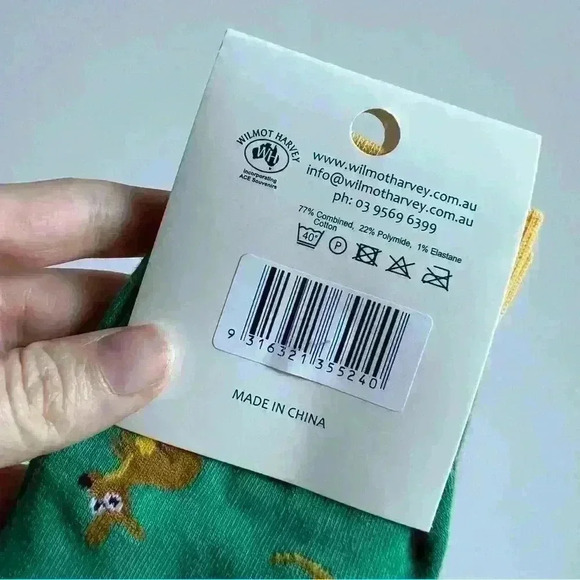 WILMOT HARVEY
WH
Incorporating
ACE Souvenirs
www.wilmotharvey.com.au
info@wilmotharvey.com.au
ph: 03 9569 6399
77% Combined, 22% Polymide, 1% Elastane
Cotton
40°
P
9 316321 355240
MADE IN CHINA